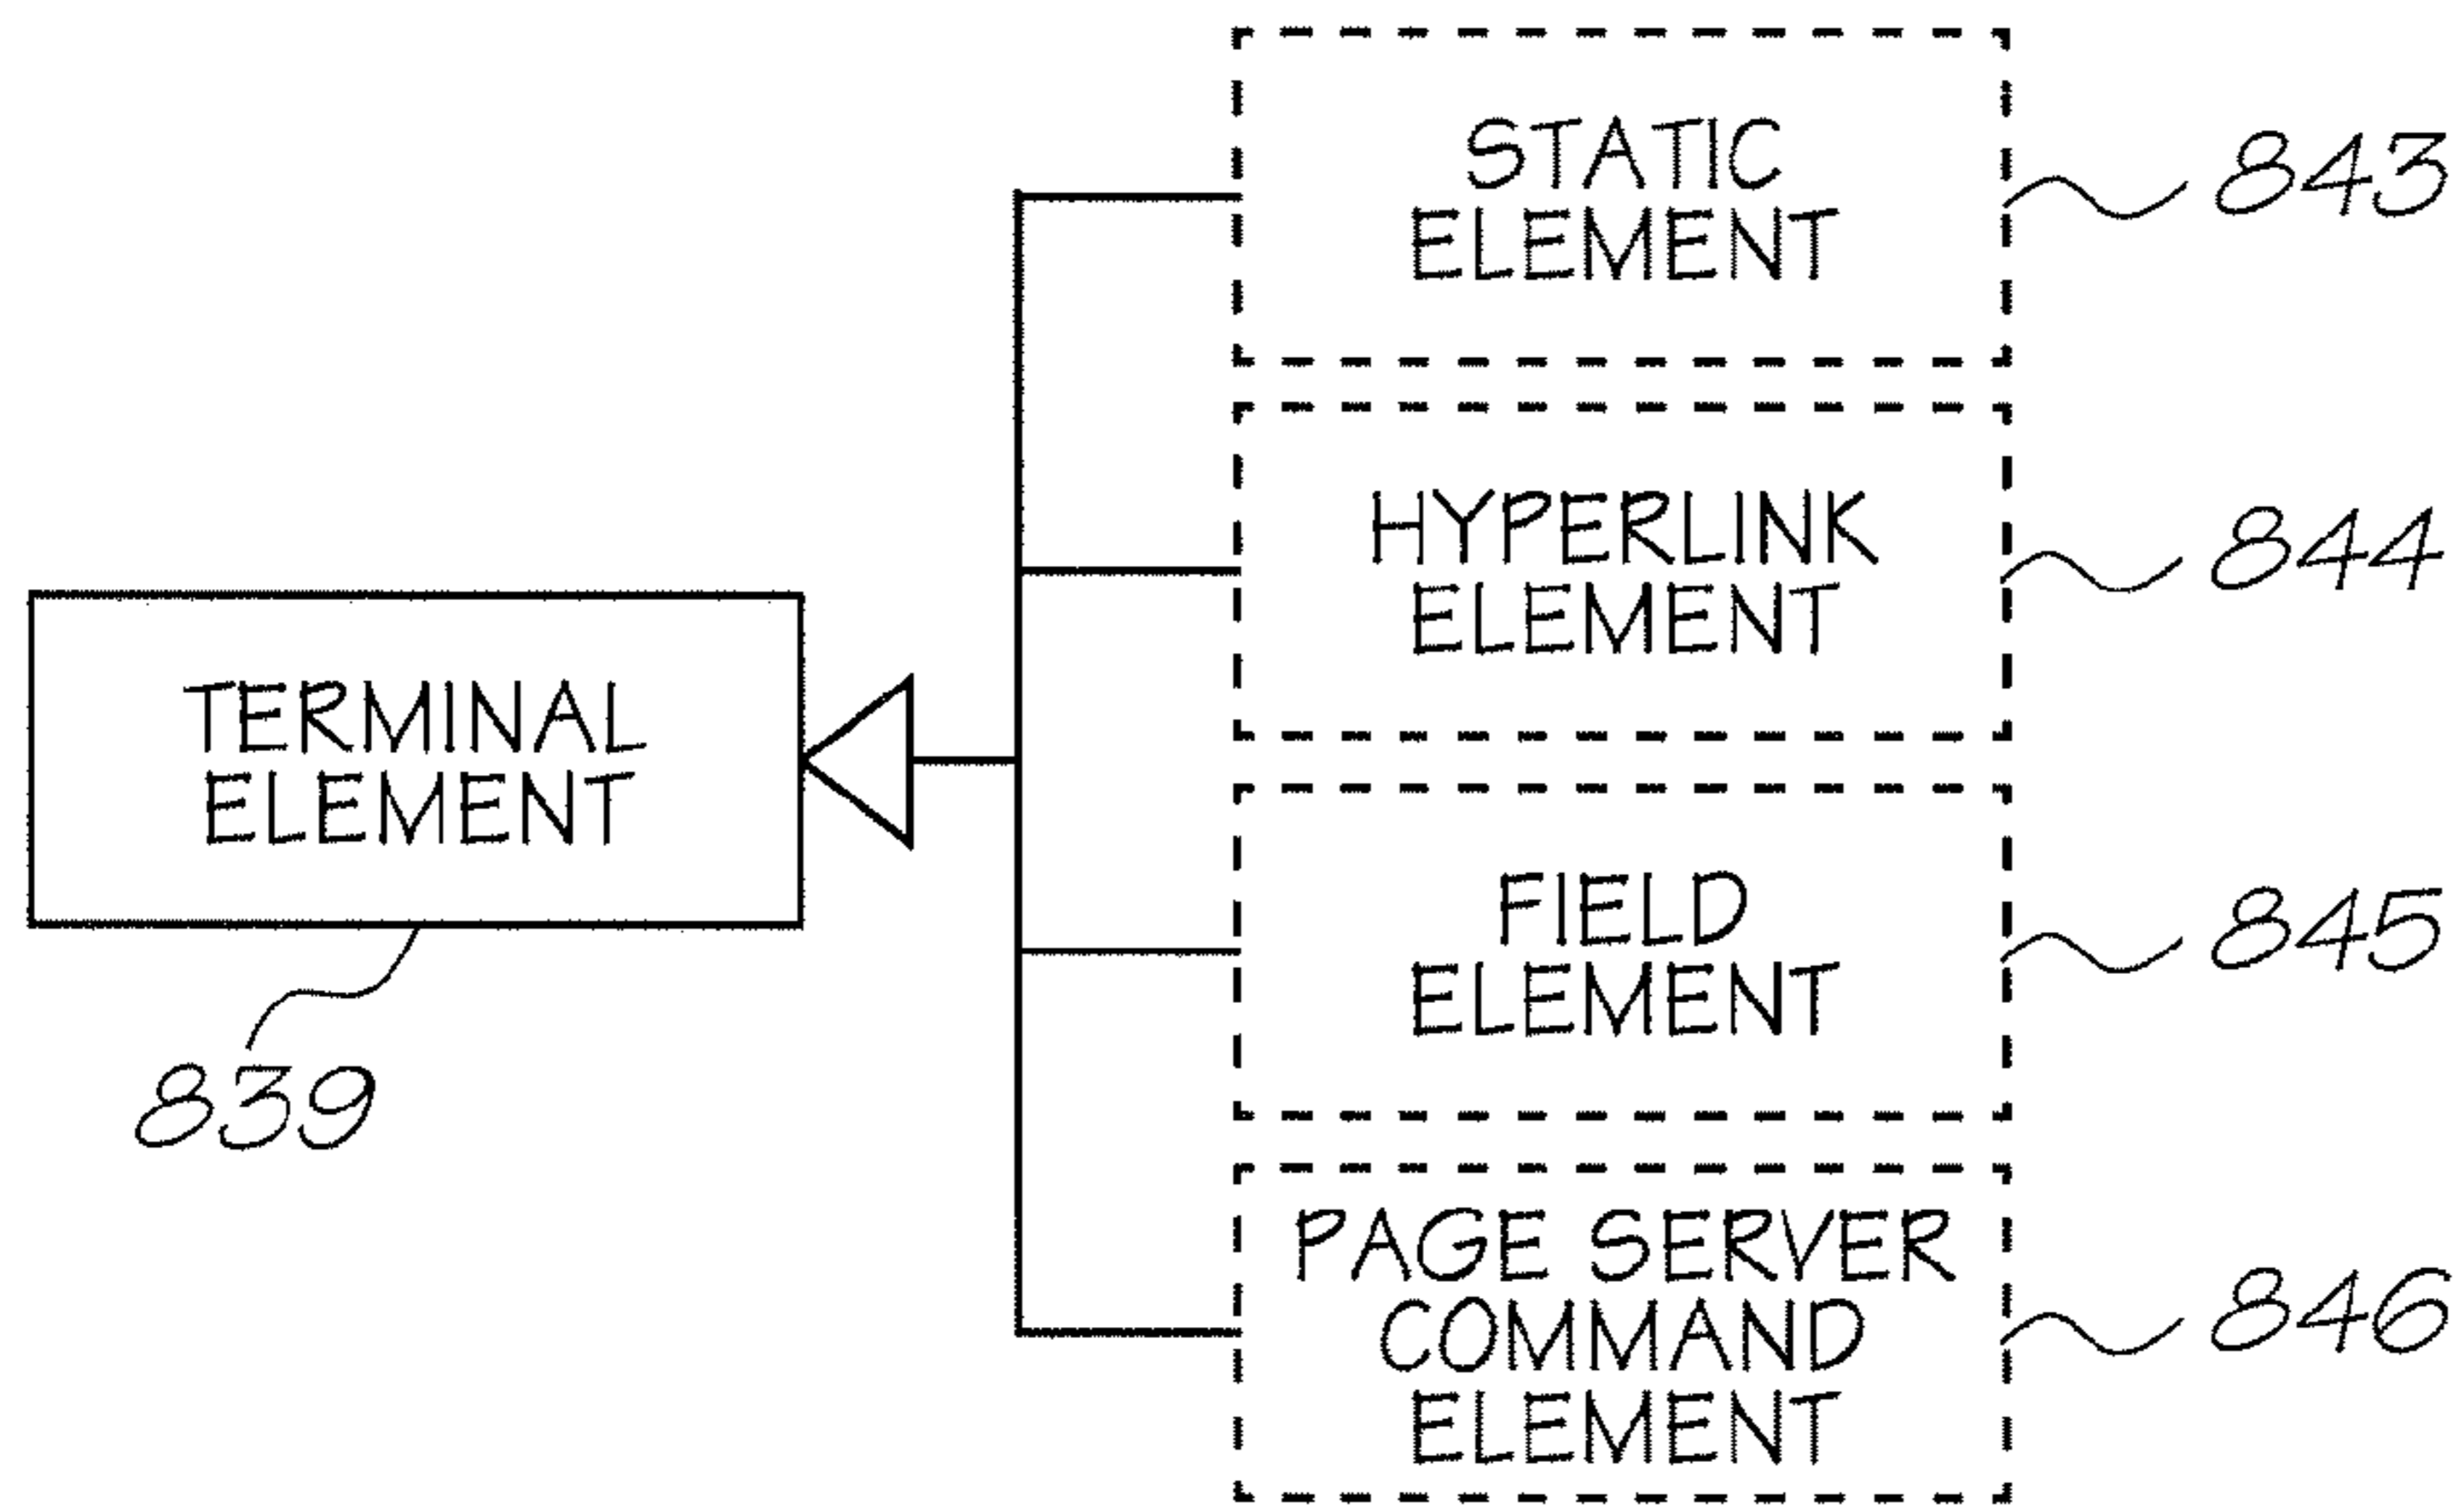 STATIC
ELEMENT
843
HYPERLINK
ELEMENT
844
TERMINAL
ELEMENT
839
FIELD
ELEMENT
845
PAGE SERVER
COMMAND
ELEMENT
846